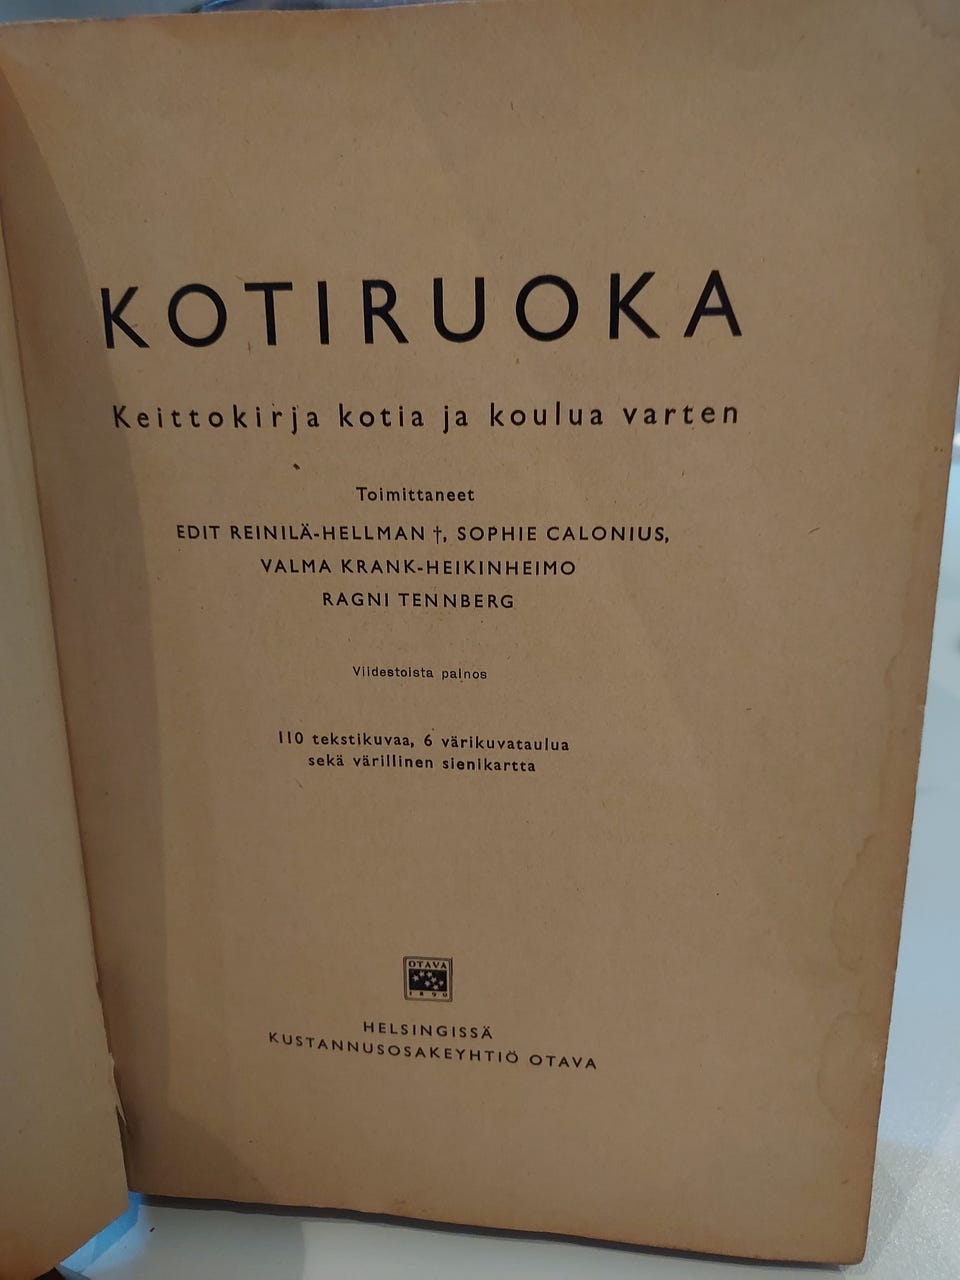 KOTIRUOKA
Keittokirja kotia ja koulua varten
Toimittaneet
EDIT REINILÄ-HELLMAN †, SOPHIE CALONIUS,
VALMA KRANK-HEIKINHEIMO
RAGNI TENNBERG
Viidestoista painos
110 tekstikuvaa, 6 värikuvataulua
sekä värillinen sienikartta
OTAVA
1890
HELSINGISSÄ
KUSTANNUSOSAKEYHTIÖ OTAVA